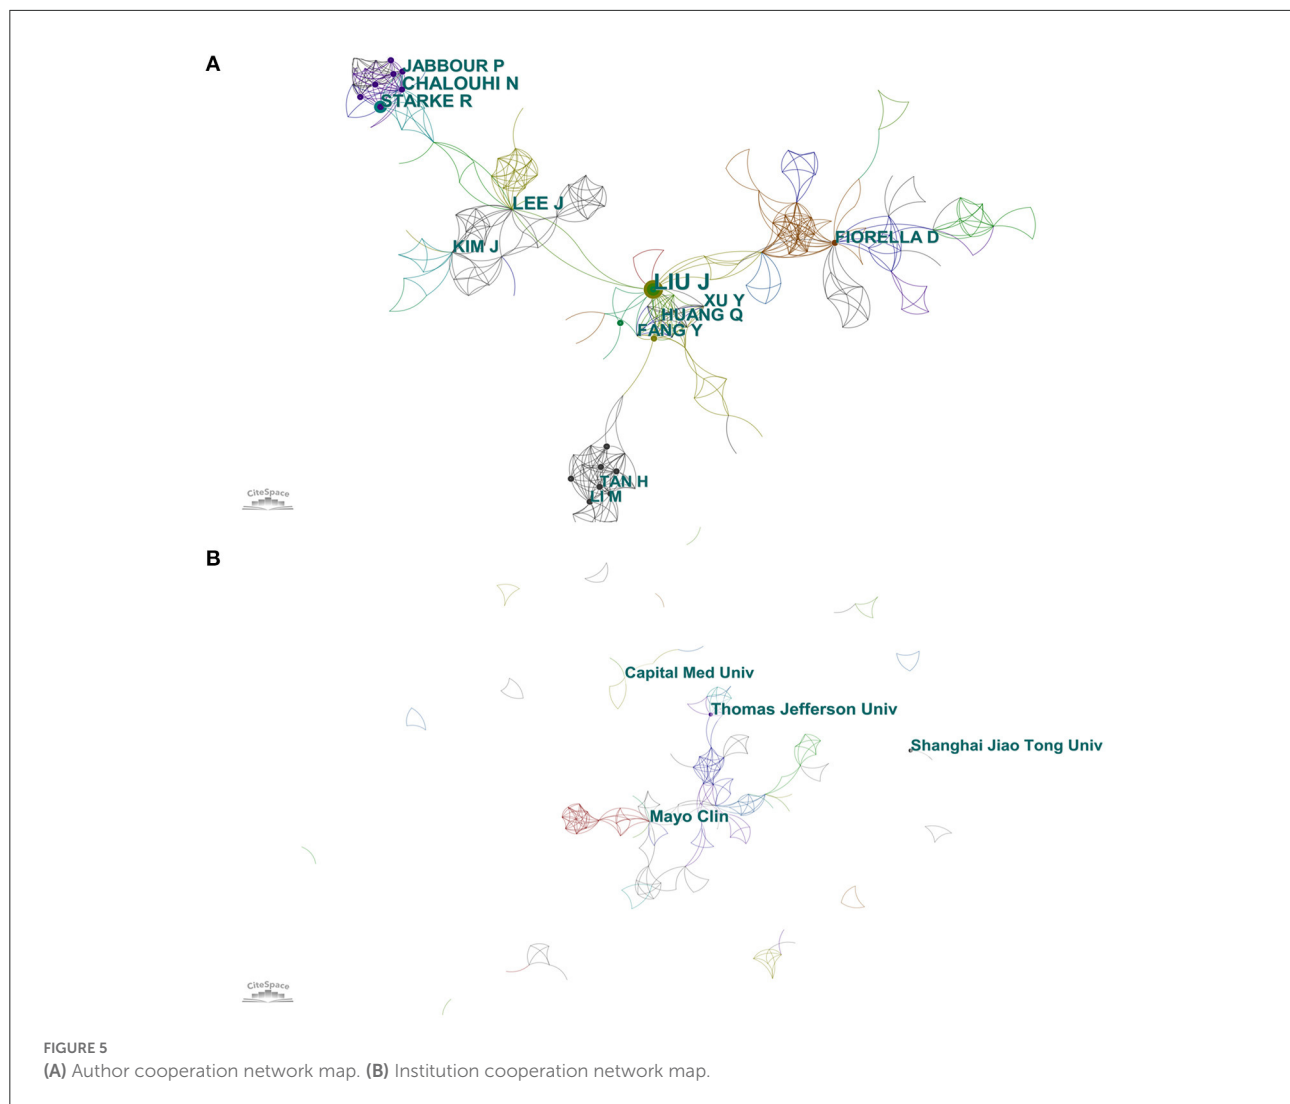 A
JABBOUR P
CHALOUHI N
STARKE R
LEE J
KIM J
FIORELLA D
LIU J
XU Y
HUANG Q
FANG Y
TAN H
LI M
CiteSpace
B
Capital Med Univ
Thomas Jefferson Univ
Shanghai Jiao Tong Univ
Mayo Clin
CiteSpace
FIGURE 5
(A) Author cooperation network map. (B) Institution cooperation network map.